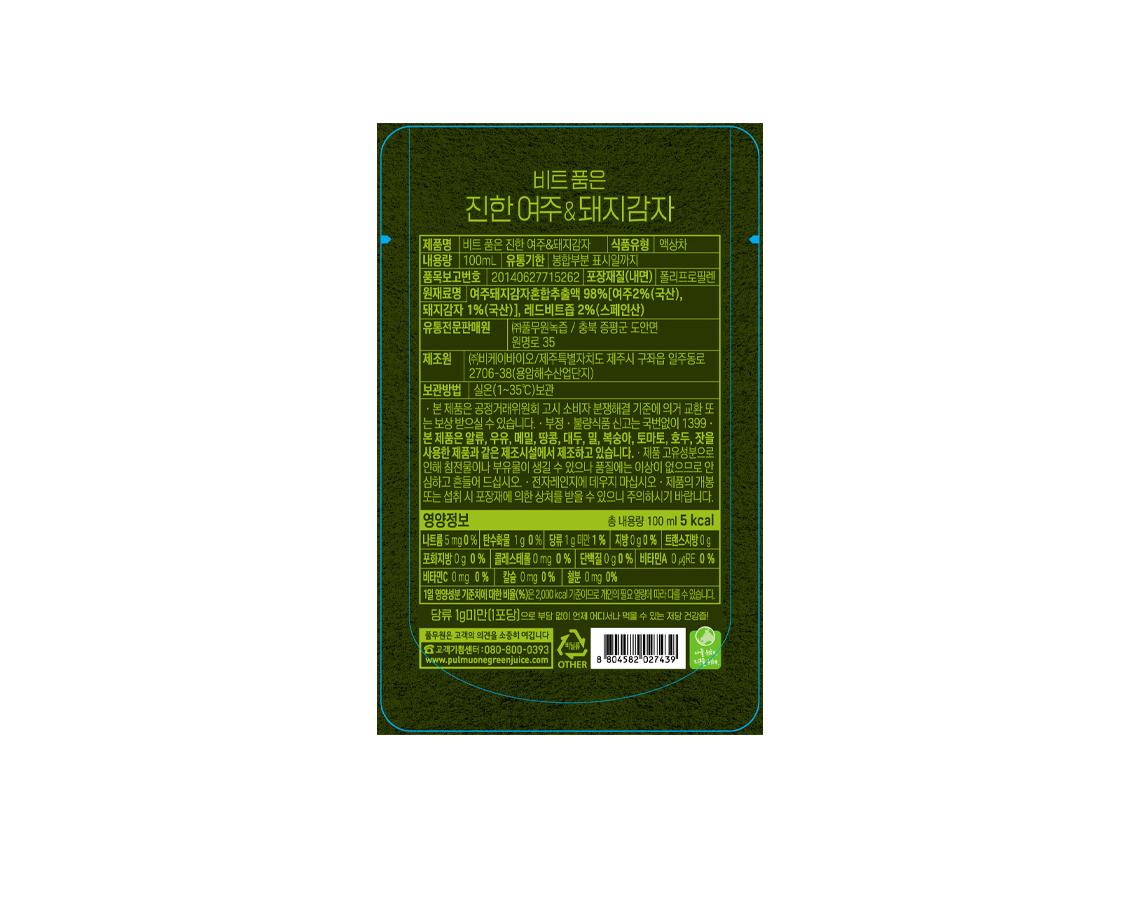 비트 품은
진한 여주&돼지감자
제품명 비트 품은 진한 여주&돼지감자 식품유형 액상차
내용량 100mL 유통기한 봉합부분 표시일까지
품목보고번호 20140627715262 포장재질(내면) 폴리프로필렌
원재료명 여주돼지감자혼합추출액 98%[여주2%(국산),
돼지감자 1%(국산)], 레드비트즙 2%(스페인산)
유통전문판매원 ㈜풀무원녹즙 / 충북 증평군 도안면
원명로 35
제조원 ㈜비케이바이오/제주특별자치도 제주시 구좌읍 일주동로
2706-38(용암해수산업단지)
보관방법 실온(1~35℃)보관
· 본 제품은 공정거래위원회 고시 소비자 분쟁해결 기준에 의거 교환 또
는 보상 받으실 수 있습니다. · 부정 · 불량식품 신고는 국번없이 1399 ·
본 제품은 알류, 우유, 메밀, 땅콩, 대두, 밀, 복숭아, 토마토, 호두, 잣을
사용한 제품과 같은 제조시설에서 제조하고 있습니다. · 제품 고유성분으로
인해 침전물이나 부유물이 생길 수 있으나 품질에는 이상이 없으므로 안
심하고 흔들어 드십시오. · 전자레인지에 데우지 마십시오 · 제품의 개봉
또는 섭취 시 포장재에 의한 상처를 받을 수 있으니 주의하시기 바랍니다.
영양정보 총 내용량 100 ml 5 kcal
나트륨 5 mg 0 % 탄수화물 1 g 0 % 당류 1 g 미만 1 % 지방 0 g 0 % 트랜스지방 0 g
포화지방 0 g 0 % 콜레스테롤 0 mg 0 % 단백질 0 g 0 % 비타민A 0 μgRE 0 %
비타민C 0 mg 0 % 칼슘 0 mg 0 % 철분 0 mg 0%
1일 영양성분 기준치에 대한 비율(%)은 2,000 kcal 기준이므로 개인의 필요 열량에 따라 다를 수 있습니다.
당류 1g미만(1포당)으로 부담 없이 언제 어디서나 먹을 수 있는 저당 건강즙!
풀무원은 고객의 의견을 소중히 여깁니다
고객기쁨센터 : 080-800-0393
www.pulmuonegreenjuice.com
비닐류
OTHER
8 804582 027439